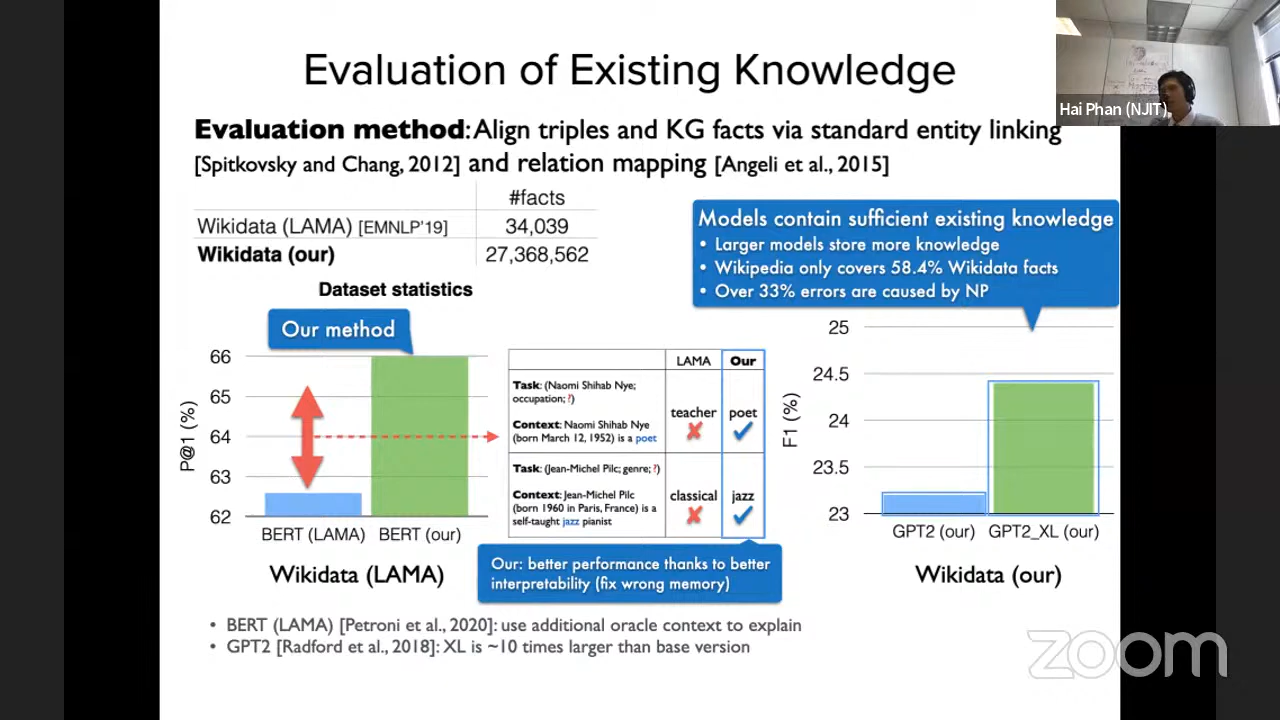 Evaluation of Existing Knowledge
Hai Phan (NJIT)
Evaluation method: Align triples and KG facts via standard entity linking
[Spitkovsky and Chang, 2012] and relation mapping [Angeli et al., 2015]
#facts
Wikidata (LAMA) [EMNLP'19] 34,039
Wikidata (our) 27,368,562
Dataset statistics
Models contain sufficient existing knowledge
• Larger models store more knowledge
• Wikipedia only covers 58.4% Wikidata facts
• Over 33% errors are caused by NP
Our method
66
65
64
63
62
P@1 (%)
BERT (LAMA) BERT (our)
Wikidata (LAMA)
LAMA Our
Task: (Naomi Shihab Nye;
occupation; ?)
Context: Naomi Shihab Nye
(born March 12, 1952) is a poet
teacher poet
✘ ✓
Task: (Jean-Michel Pilc; genre; ?)
Context: Jean-Michel Pilc
(born 1960 in Paris, France) is a
self-taught jazz pianist
classical jazz
✘ ✓
Our: better performance thanks to better
interpretability (fix wrong memory)
25
24.5
24
23.5
23
F1 (%)
GPT2 (our) GPT2_XL (our)
Wikidata (our)
• BERT (LAMA) [Petroni et al., 2020]: use additional oracle context to explain
• GPT2 [Radford et al., 2018]: XL is ~10 times larger than base version
zoom